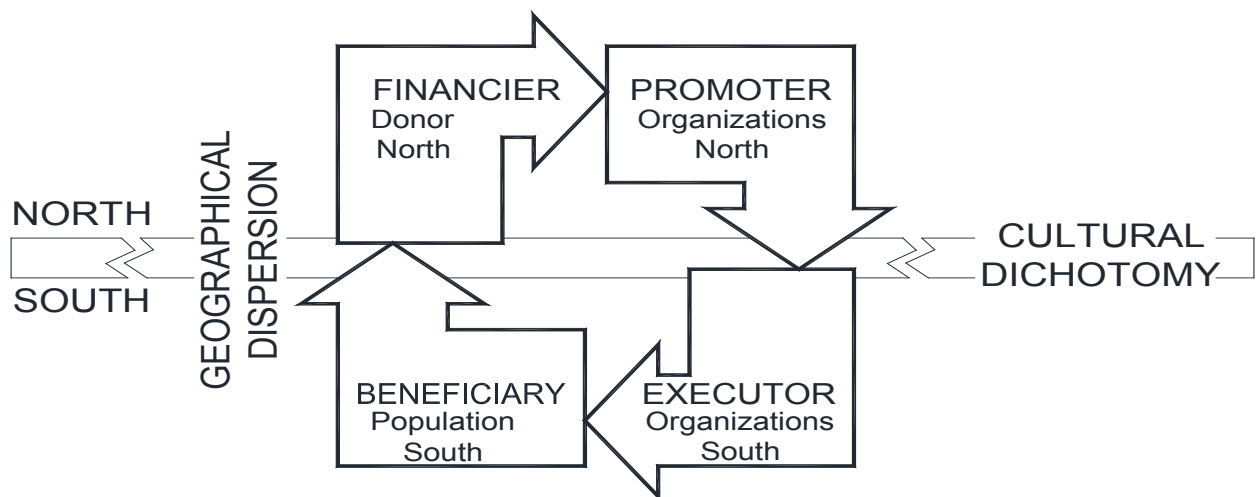 FINANCIER
Donor
North
PROMOTER
Organizations
North
GEOGRAPHICAL
DISPERSION
NORTH
SOUTH
CULTURAL
DICHOTOMY
BENEFICIARY
Population
South
EXECUTOR
Organizations
South